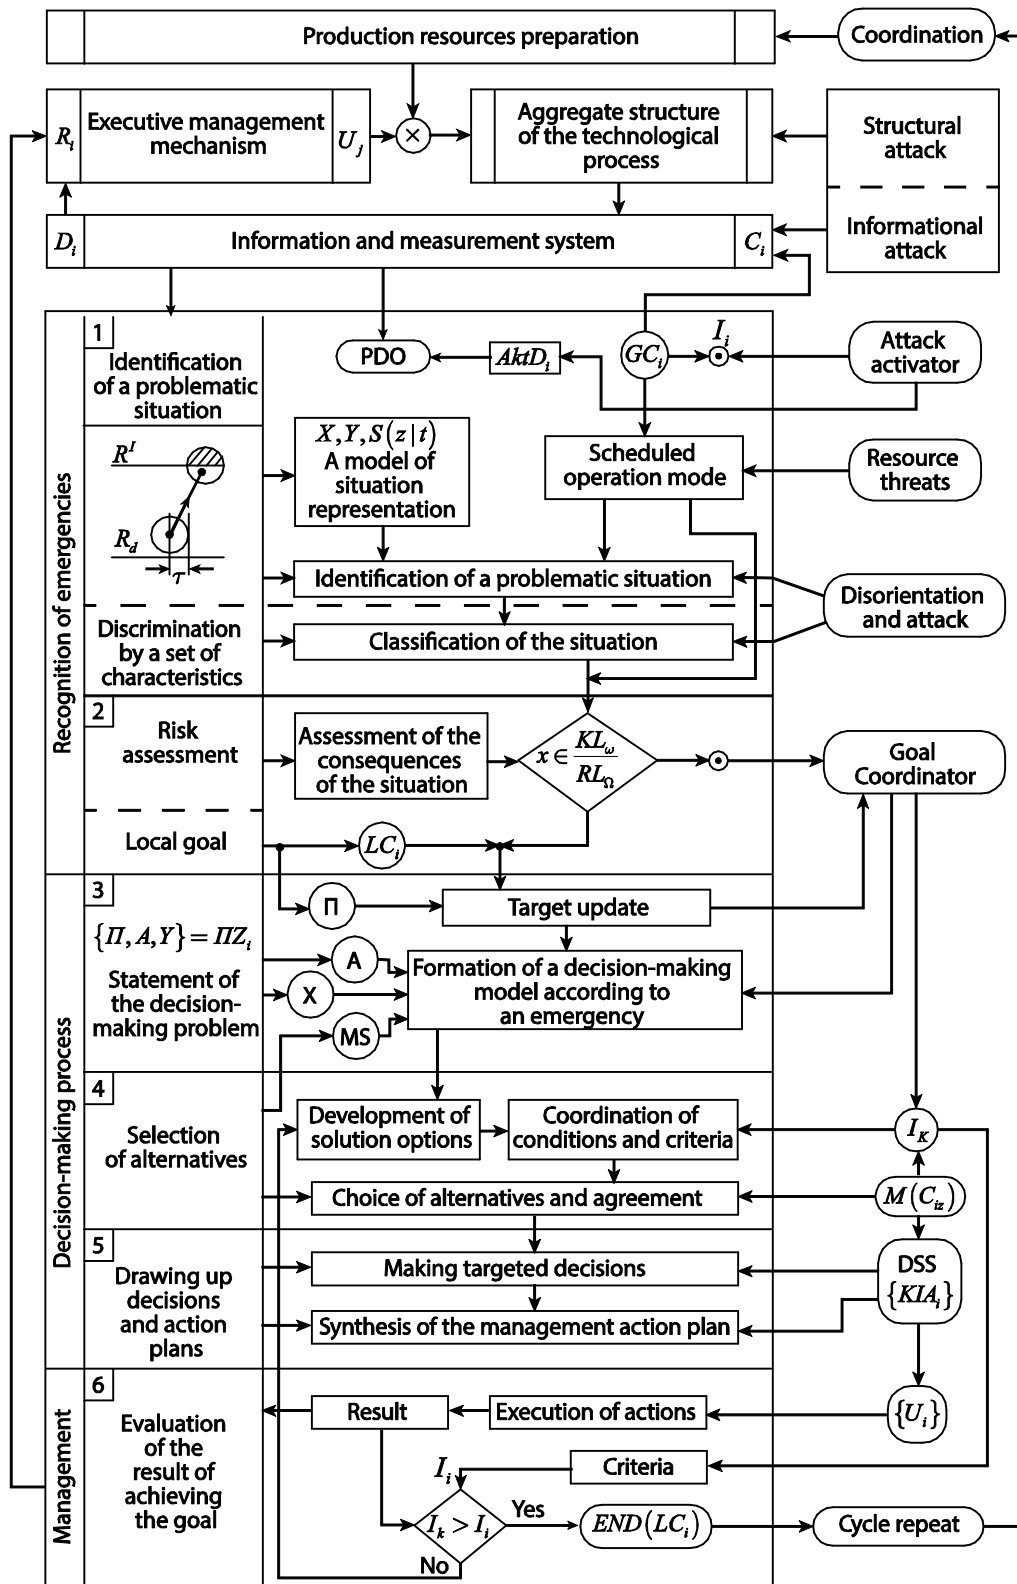 Production resources preparation
Coordination
R_i
Executive management
mechanism
U_j
×
Aggregate structure
of the technological
process
Structural
attack
D_i
Information and measurement system
C_i
Informational
attack
Recognition of emergencies
1
Identification
of a problematic
situation
PDO
AktD_i
GC_i
I_i
Attack
activator
R^I
R_d
τ
X, Y, S(z|t)
A model of
situation
representation
Scheduled
operation mode
Resource
threats
Identification of a problematic situation
Disorientation
and attack
Discrimination
by a set of
characteristics
Classification of the situation
2
Risk
assessment
Assessment of the
consequences
of the situation
x ∈ KL_ω / RL_Ω
Goal
Coordinator
Local goal
LC_i
Decision-making process
3
{Π, A, Y} = ΠZ_i
Statement of
the decision-
making problem
Π
Target update
A
X
MS
Formation of a decision-making
model according to
an emergency
4
Selection
of alternatives
Development of
solution options
Coordination of
conditions and criteria
I_K
Choice of alternatives and agreement
M(C_iz)
5
Drawing up
decisions
and action
plans
Making targeted decisions
DSS
{KIA_i}
Synthesis of the management action plan
Management
6
Evaluation
of the
result of
achieving
the goal
Result
Execution of actions
{U_i}
I_i
Criteria
I_k > I_i
Yes
No
END(LC_i)
Cycle repeat